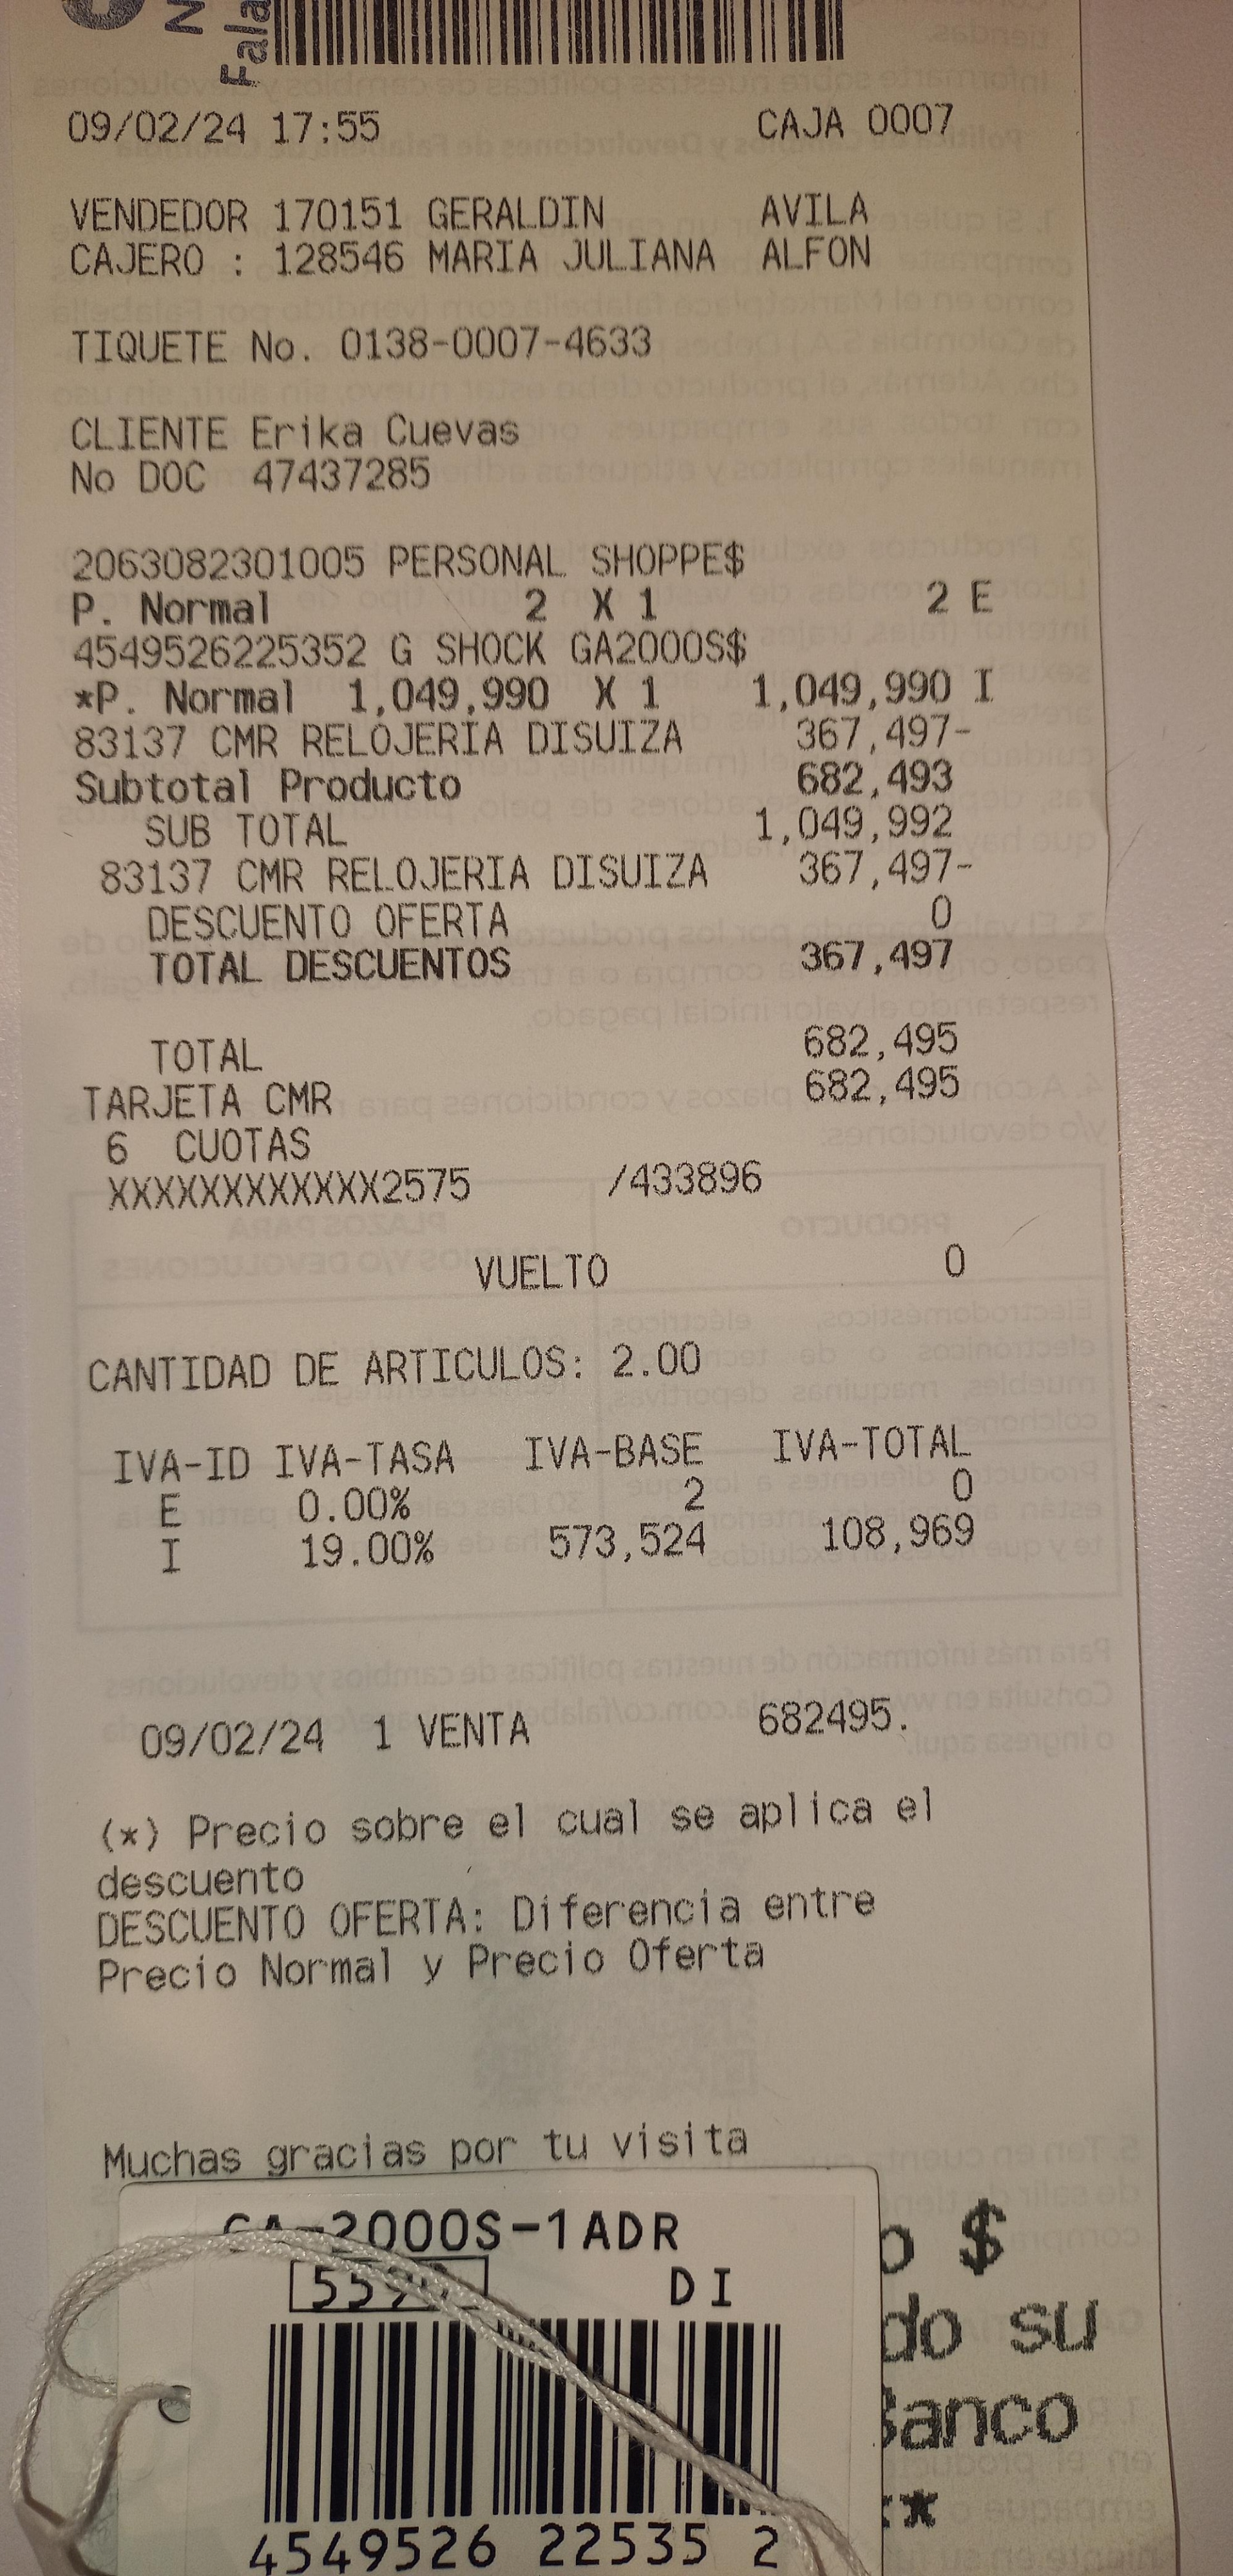 Fala
09/02/24 17:55 CAJA 0007
VENDEDOR 170151 GERALDIN AVILA
CAJERO : 128546 MARIA JULIANA ALFON
TIQUETE No. 0138-0007-4633
CLIENTE Erika Cuevas
No DOC 47437285
2063082301005 PERSONAL SHOPPE$
P. Normal 2 X 1 2 E
4549526225352 G SHOCK GA2000S$
*P. Normal 1,049,990 X 1 1,049,990 I
83137 CMR RELOJERIA DISUIZA 367,497-
Subtotal Producto 682,493
SUB TOTAL 1,049,992
83137 CMR RELOJERIA DISUIZA 367,497-
DESCUENTO OFERTA 0
TOTAL DESCUENTOS 367,497
TOTAL 682,495
TARJETA CMR 682,495
6 CUOTAS
XXXXXXXXXXXX2575 /433896
VUELTO 0
CANTIDAD DE ARTICULOS: 2.00
IVA-ID IVA-TASA IVA-BASE IVA-TOTAL
E 0.00% 2 0
I 19.00% 573,524 108,969
09/02/24 1 VENTA 682495.
(*) Precio sobre el cual se aplica el
descuento
DESCUENTO OFERTA: Diferencia entre
Precio Normal y Precio Oferta
Muchas gracias por tu visita
GA-2000S-1ADR
DI
4549526 22535 2
o $
do su
Banco
**